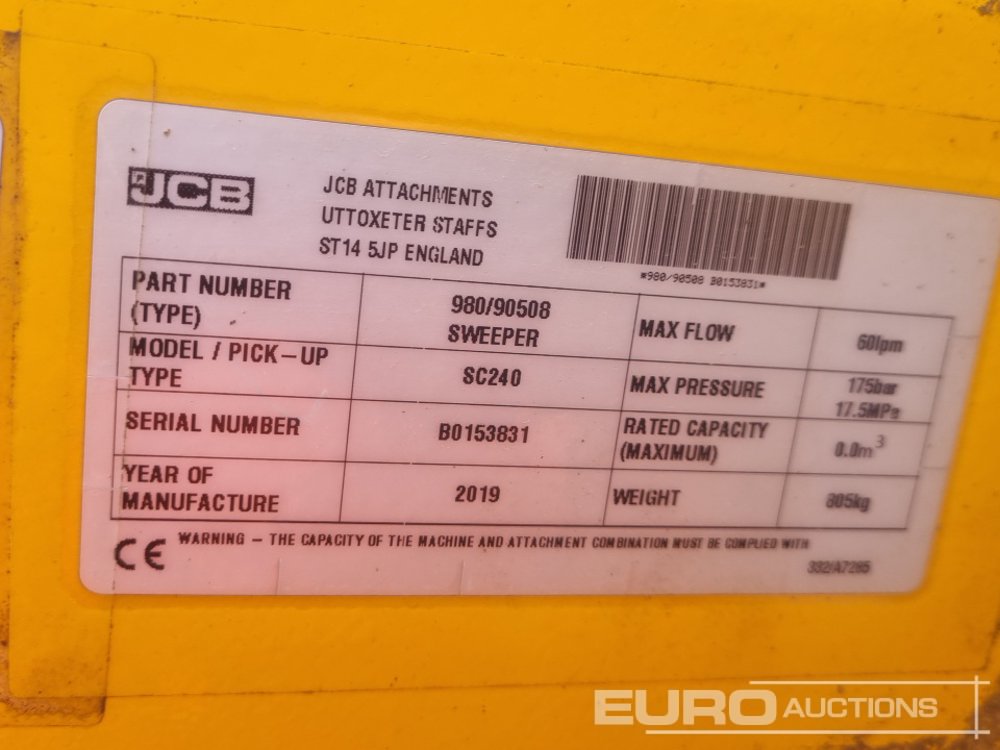 JCB
JCB ATTACHMENTS
UTTOXETER STAFFS
ST14 5JP ENGLAND
*980/90508 B0153831*
PART NUMBER
(TYPE)
980/90508
SWEEPER
MAX FLOW
60lpm
MODEL / PICK-UP
TYPE
SC240
MAX PRESSURE
175bar
17.5MPa
SERIAL NUMBER
B0153831
RATED CAPACITY
(MAXIMUM)
0.0m³
YEAR OF
MANUFACTURE
2019
WEIGHT
805kg
CE
WARNING – THE CAPACITY OF THE MACHINE AND ATTACHMENT COMBINATION MUST BE COMPLIED WITH
332/A7285
EURO AUCTIONS